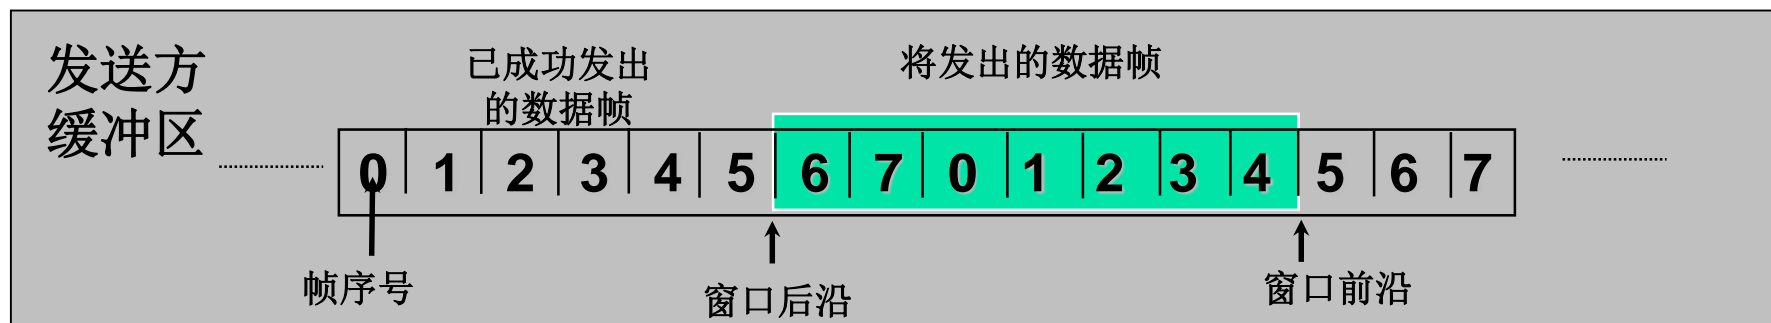 发送方
缓冲区
已成功发出
的数据帧
将发出的数据帧
0 1 2 3 4 5 6 7 0 1 2 3 4 5 6 7
帧序号
窗口后沿
窗口前沿